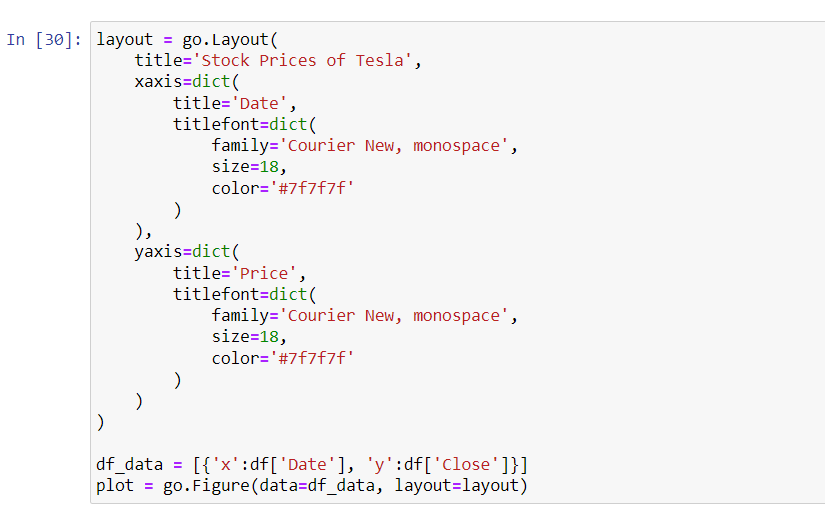 In [30]: layout = go.Layout(
    title='Stock Prices of Tesla',
    xaxis=dict(
        title='Date',
        titlefont=dict(
            family='Courier New, monospace',
            size=18,
            color='#7f7f7f'
        )
    ),
    yaxis=dict(
        title='Price',
        titlefont=dict(
            family='Courier New, monospace',
            size=18,
            color='#7f7f7f'
        )
    )
)

df_data = [{'x':df['Date'], 'y':df['Close']}]
plot = go.Figure(data=df_data, layout=layout)